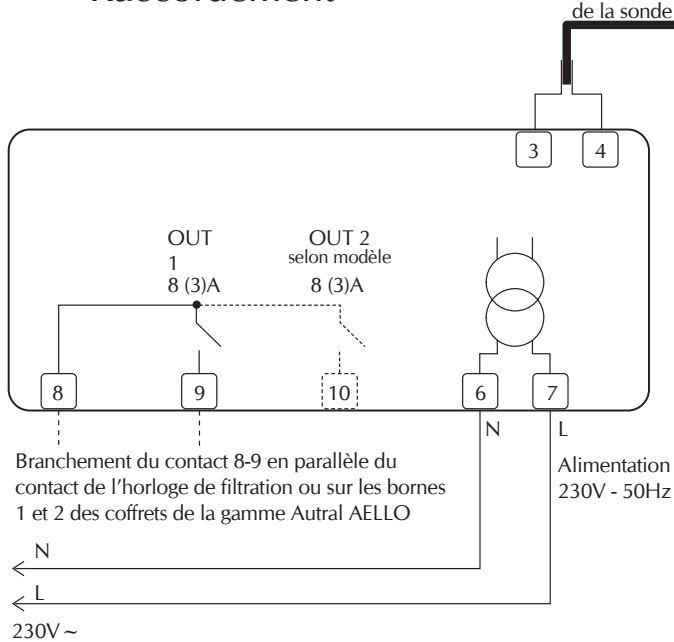 de la sonde
3 4
OUT
1
8 (3)A
OUT 2
selon modèle
8 (3)A
8 9 10 6 7
N L
Branchement du contact 8-9 en parallèle du
contact de l'horloge de filtration ou sur les bornes
1 et 2 des coffrets de la gamme Autral AELLO
Alimentation
230V - 50Hz
N
L
230V ~